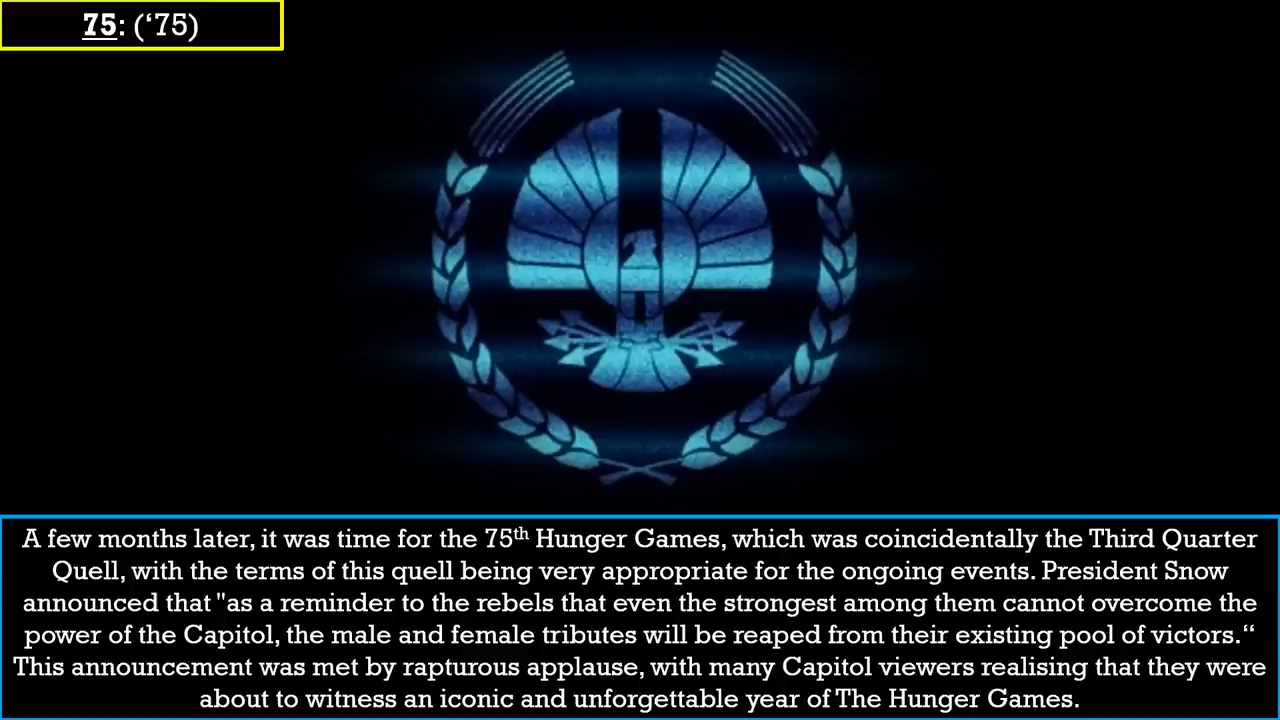 75: (‘75)
A few months later, it was time for the 75th Hunger Games, which was coincidentally the Third Quarter
Quell, with the terms of this quell being very appropriate for the ongoing events. President Snow
announced that "as a reminder to the rebels that even the strongest among them cannot overcome the
power of the Capitol, the male and female tributes will be reaped from their existing pool of victors.“
This announcement was met by rapturous applause, with many Capitol viewers realising that they were
about to witness an iconic and unforgettable year of The Hunger Games.